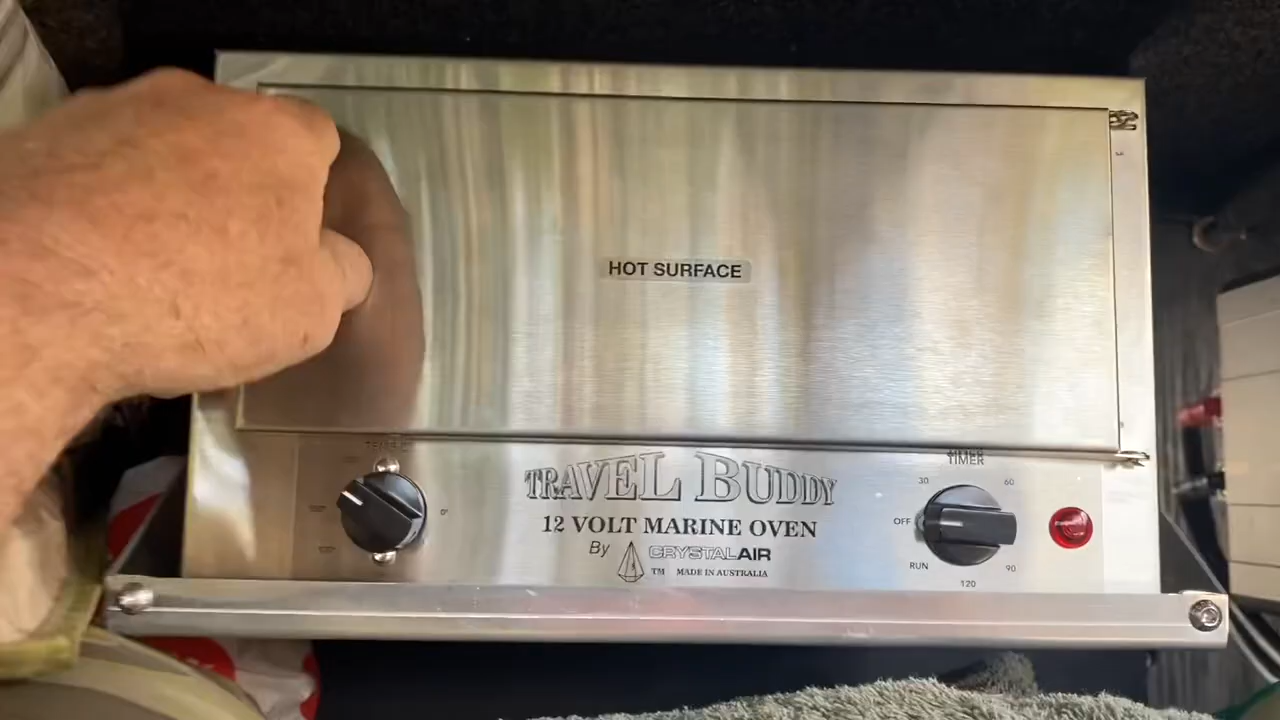 HOT SURFACE
TRAVEL BUDDY
12 VOLT MARINE OVEN
By CRYSTALAIR
TM MADE IN AUSTRALIA
TIMER
30 60
OFF
RUN 90
120
0°